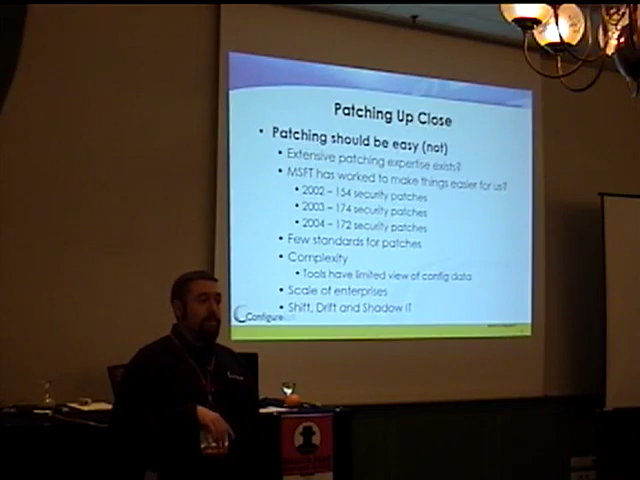 Patching Up Close
• Patching should be easy (not)
• Extensive patching expertise exists?
• MSFT has worked to make things easier for us?
• 2002 – 154 security patches
• 2003 – 174 security patches
• 2004 – 172 security patches
• Few standards for patches
• Complexity
• Tools have limited view of config data
• Scale of enterprises
• Shift, Drift and Shadow IT
Configure